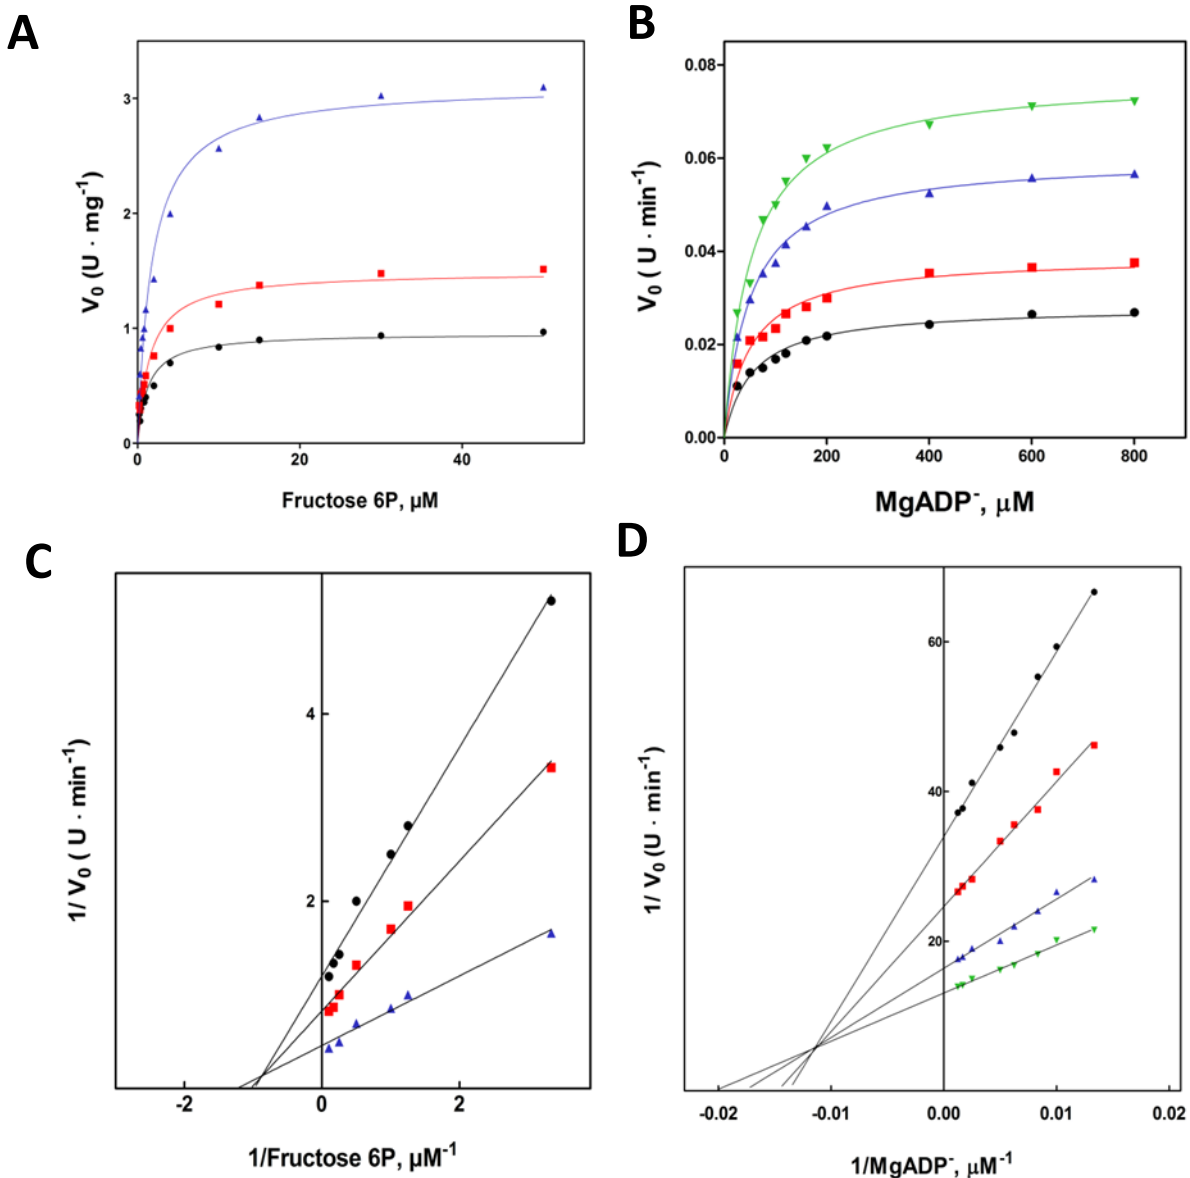 A
V₀ (U · mg⁻¹)
3
2
1
0
0
20
40
Fructose 6P, µM
B
V₀ ( U · min⁻¹)
0.08
0.06
0.04
0.02
0.00
0
200
400
600
800
MgADP⁻, µM
C
1/ V₀ ( U · min⁻¹)
4
2
-2
0
2
1/Fructose 6P, µM⁻¹
D
1/ V₀ (U · min⁻¹)
60
40
20
-0.02
-0.01
0.00
0.01
0.02
1/MgADP⁻, µM⁻¹